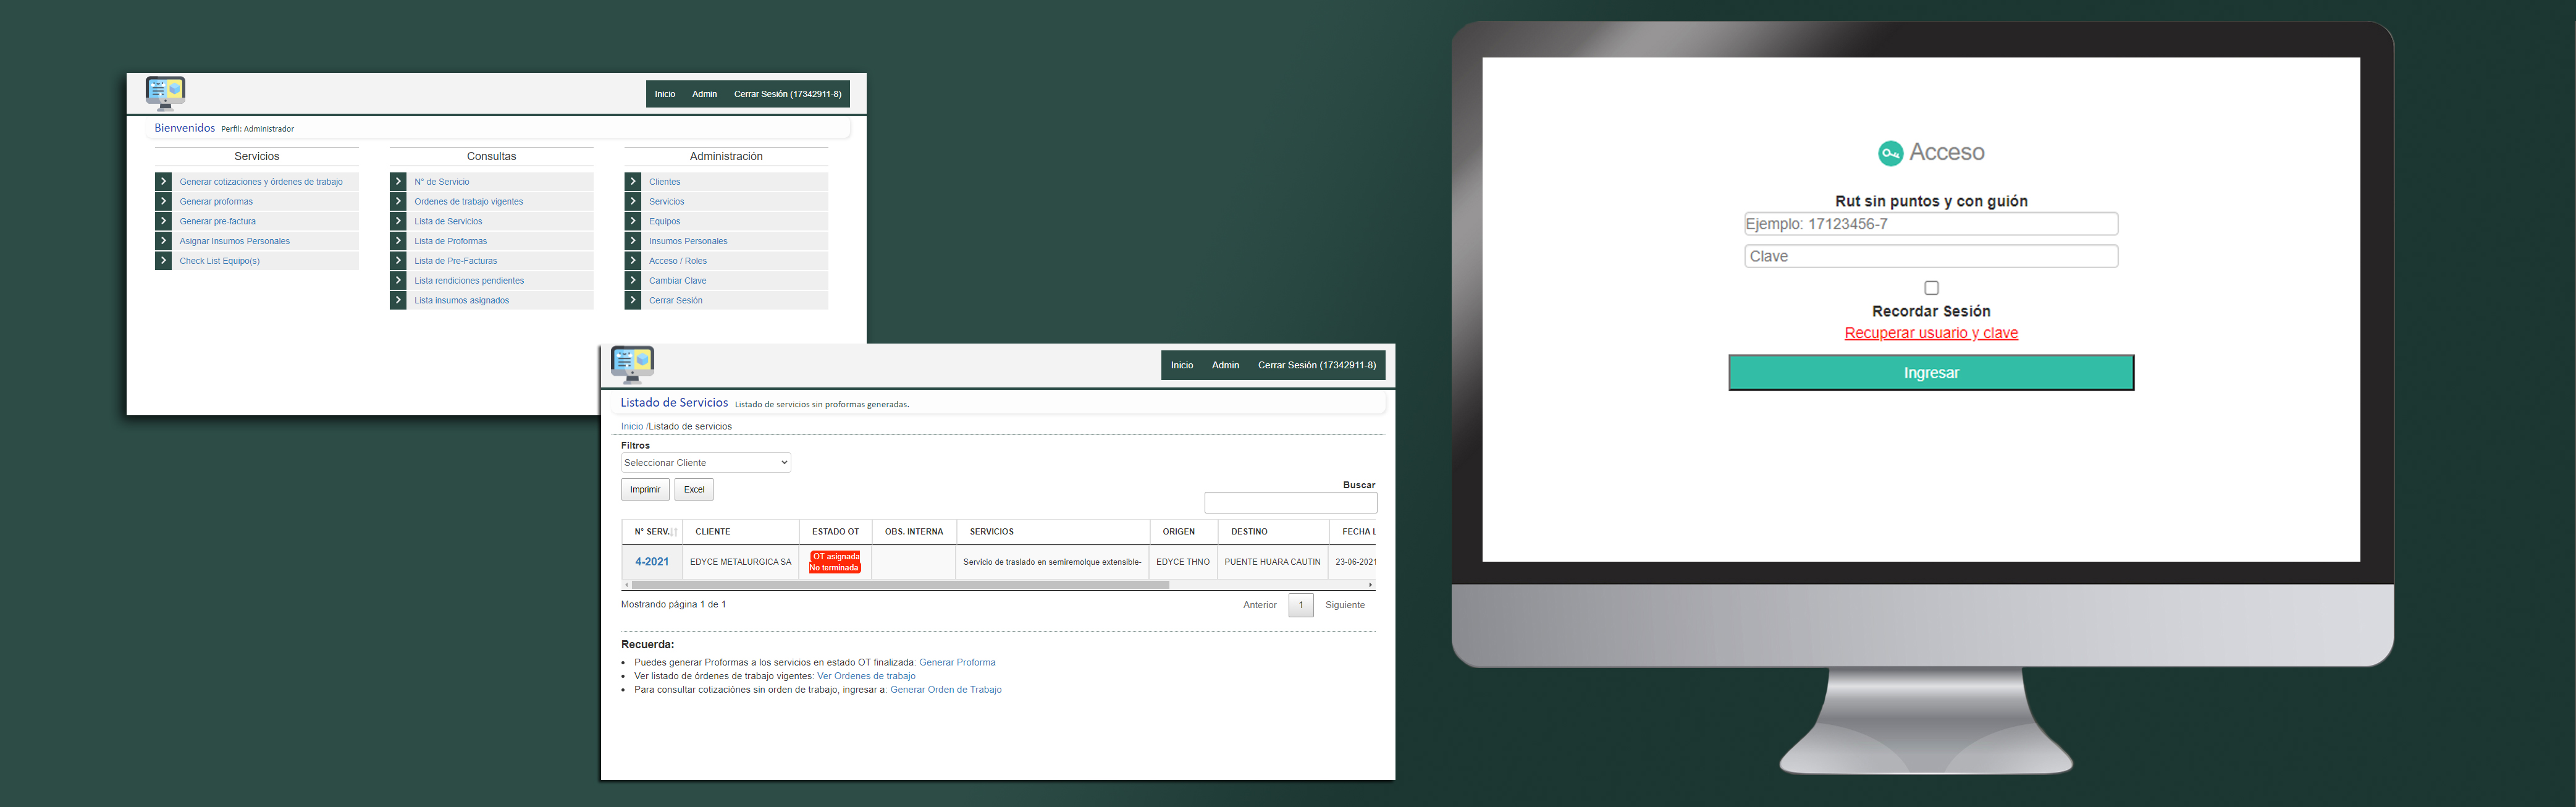 Inicio Admin Cerrar Sesión (17342911-8)
Bienvenidos Perfil: Administrador
Servicios
Generar cotizaciones y órdenes de trabajo
Generar proformas
Generar pre-factura
Asignar Insumos Personales
Check List Equipo(s)
Consultas
N° de Servicio
Ordenes de trabajo vigentes
Lista de Servicios
Lista de Proformas
Lista de Pre-Facturas
Lista rendiciones pendientes
Lista insumos asignados
Administración
Clientes
Servicios
Equipos
Insumos Personales
Acceso / Roles
Cambiar Clave
Cerrar Sesión
Inicio Admin Cerrar Sesión (17342911-8)
Listado de Servicios Listado de servicios sin proformas generadas.
Inicio /Listado de servicios
Filtros
Seleccionar Cliente
Imprimir Excel
Buscar
N° SERV. CLIENTE ESTADO OT OBS. INTERNA SERVICIOS ORIGEN DESTINO FECHA L
4-2021 EDYCE METALURGICA SA OT asignada No terminada Servicio de traslado en semiremolque extensible- EDYCE THNO PUENTE HUARA CAUTIN 23-06-2021
Mostrando página 1 de 1
Anterior 1 Siguiente
Recuerda:
• Puedes generar Proformas a los servicios en estado OT finalizada: Generar Proforma
• Ver listado de órdenes de trabajo vigentes: Ver Ordenes de trabajo
• Para consultar cotizaciónes sin orden de trabajo, ingresar a: Generar Orden de Trabajo
Acceso
Rut sin puntos y con guión
Ejemplo: 17123456-7
Clave
Recordar Sesión
Recuperar usuario y clave
Ingresar